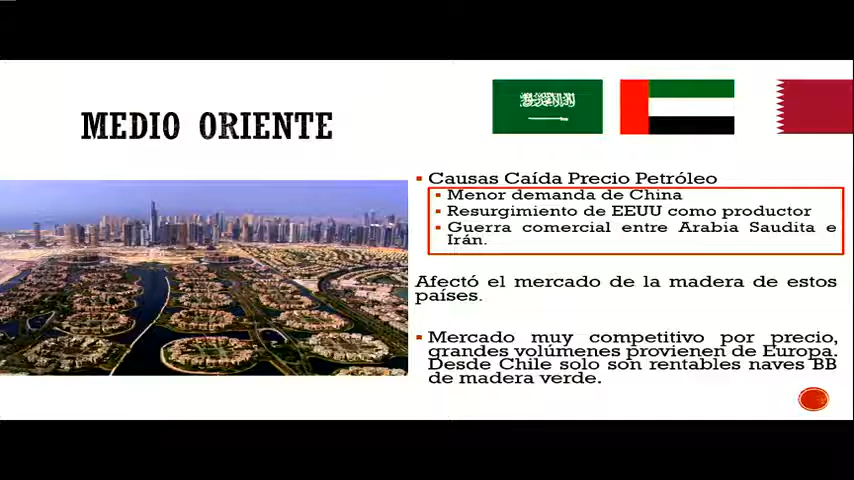 MEDIO ORIENTE
Causas Caída Precio Petróleo
Menor demanda de China
Resurgimiento de EEUU como productor
Guerra comercial entre Arabia Saudita e
Irán.
Afectó el mercado de la madera de estos
países.
Mercado muy competitivo por precio,
grandes volúmenes provienen de Europa.
Desde Chile solo son rentables naves BB
de madera verde.